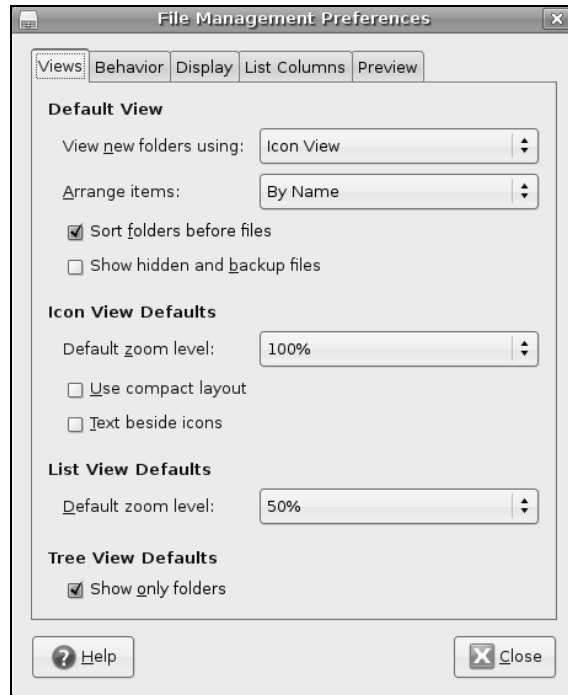 File Management Preferences
Views Behavior Display List Columns Preview
Default View
View new folders using: Icon View
Arrange items: By Name
Sort folders before files
Show hidden and backup files
Icon View Defaults
Default zoom level: 100%
Use compact layout
Text beside icons
List View Defaults
Default zoom level: 50%
Tree View Defaults
Show only folders
Help Close